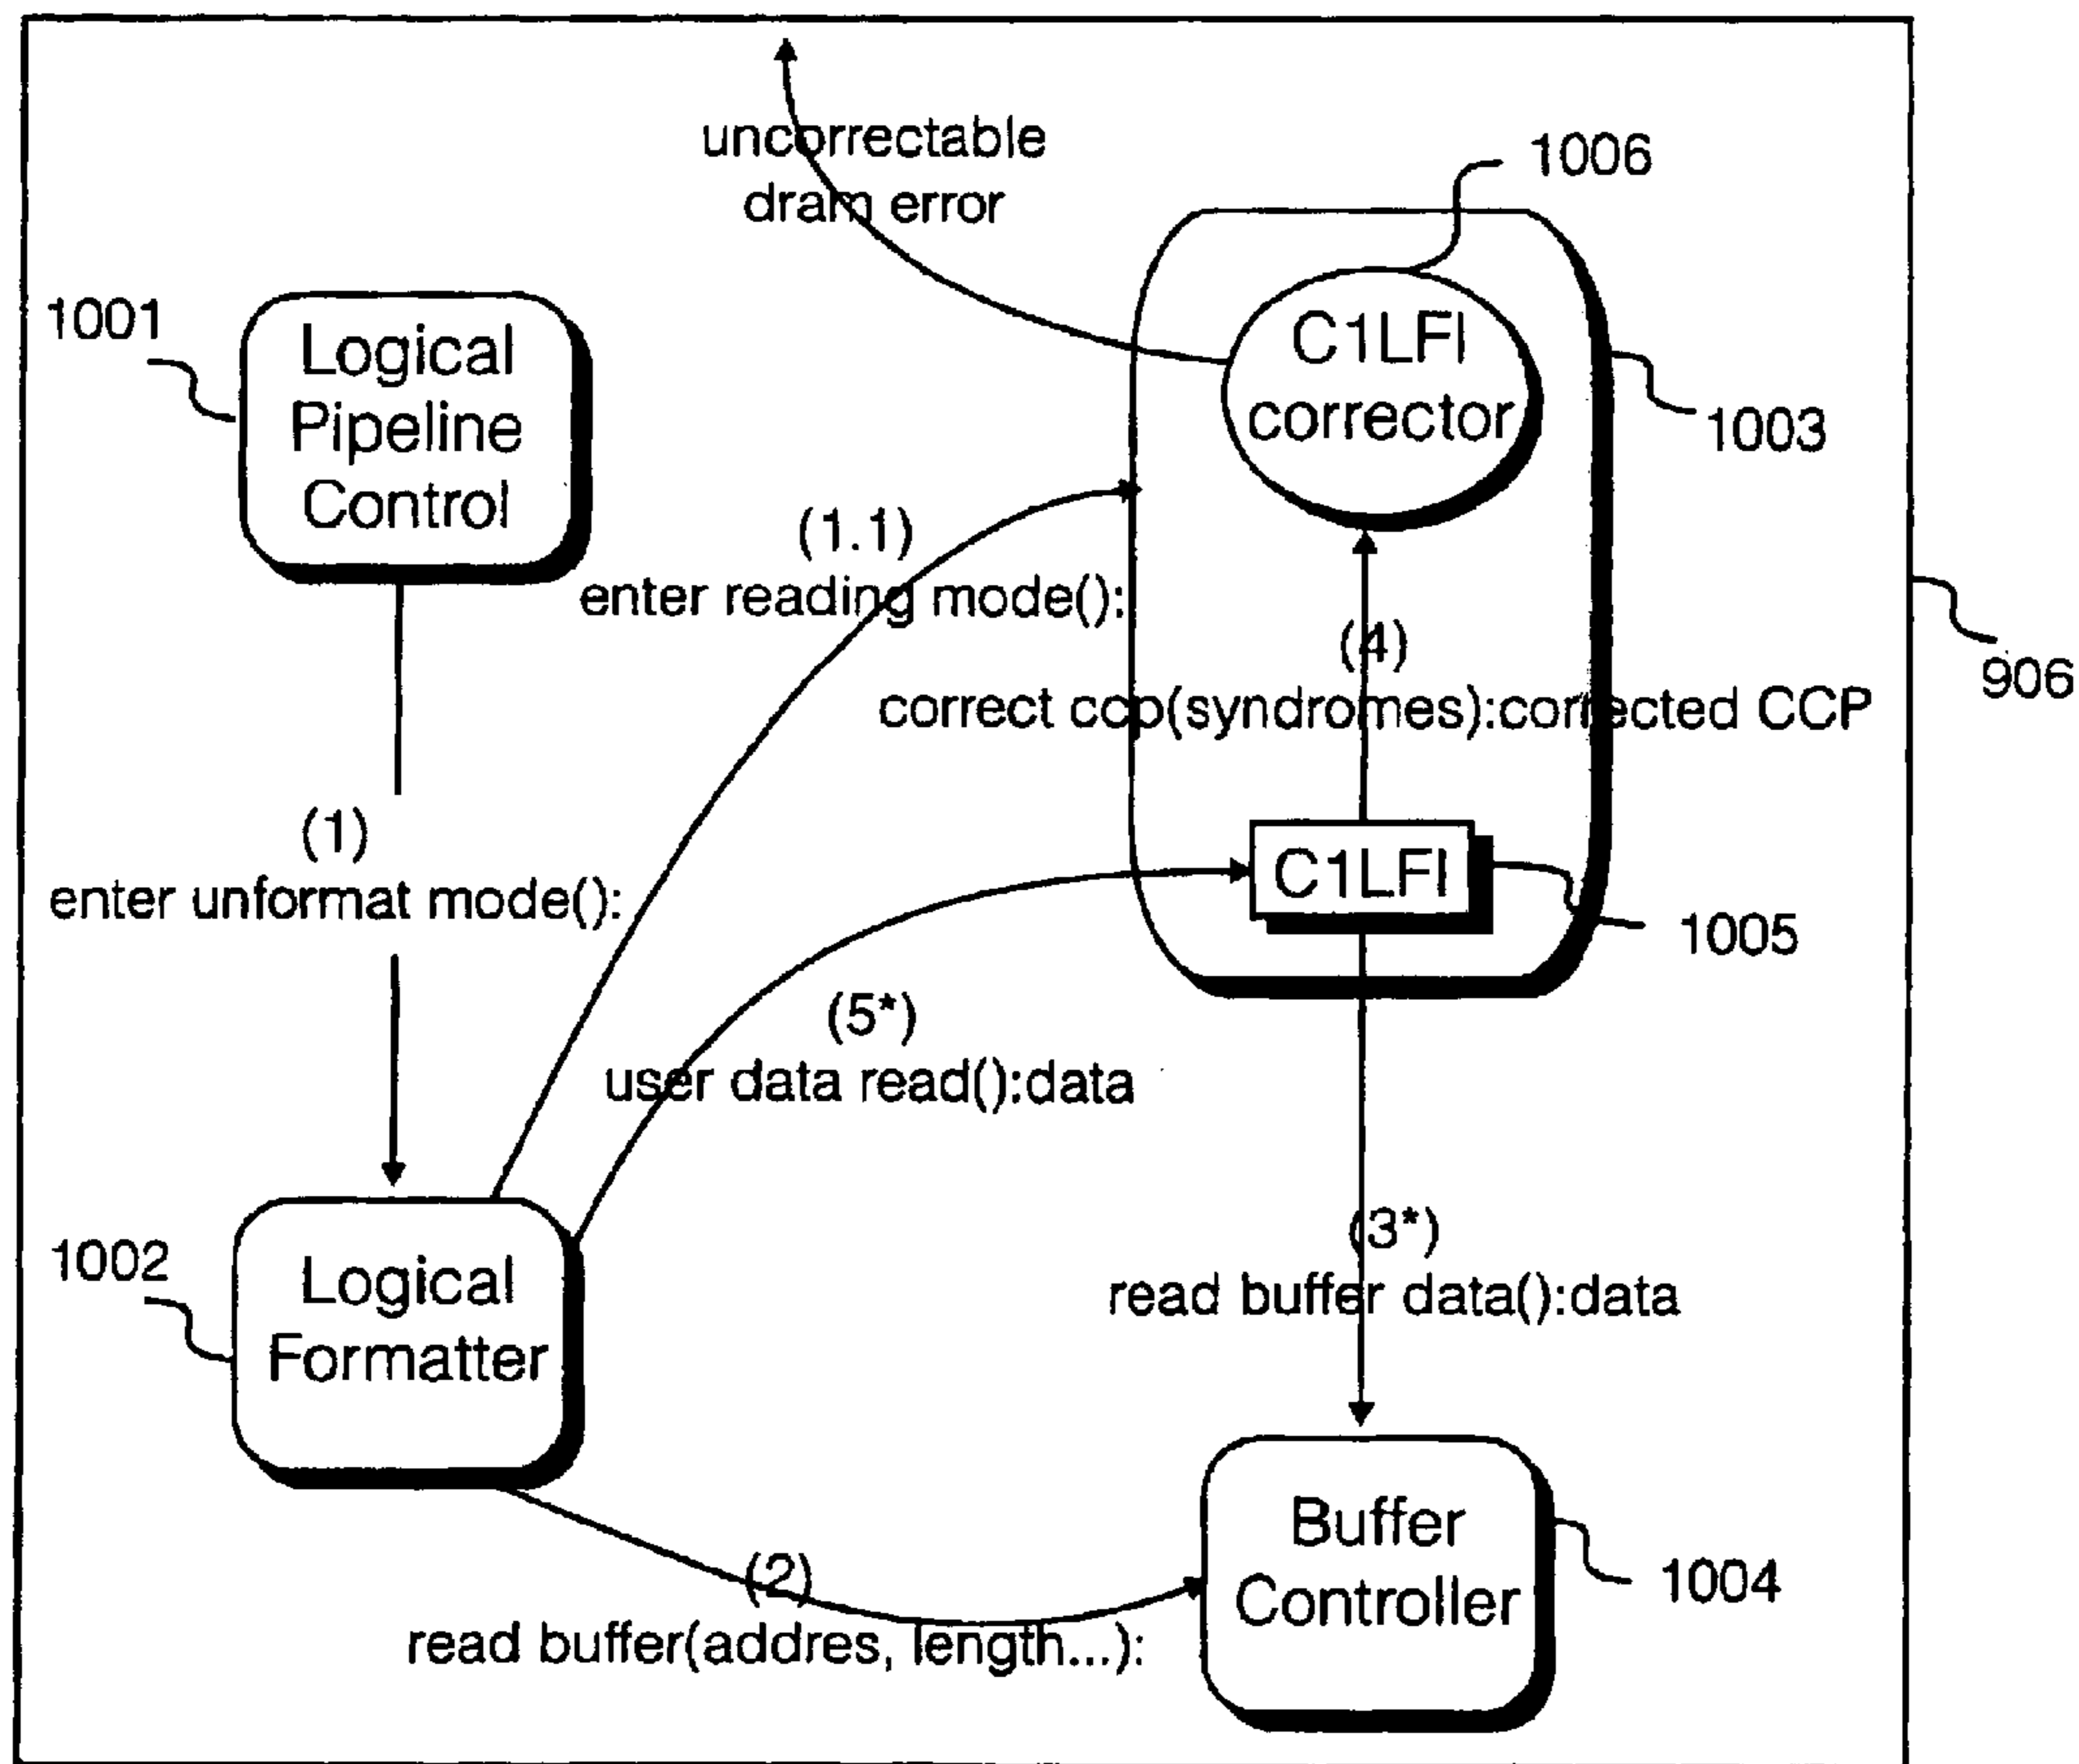 uncorrectable
dram error
1006
1001
Logical
Pipeline
Control
C1LFI
corrector
1003
(1.1)
enter reading mode():
(4)
correct ccp(syndromes):corrected CCP
906
(1)
enter unformat mode():
C1LFI
1005
(5*)
user data read():data
(3*)
read buffer data():data
1002
Logical
Formatter
Buffer
Controller
1004
(2)
read buffer(addres, length...):